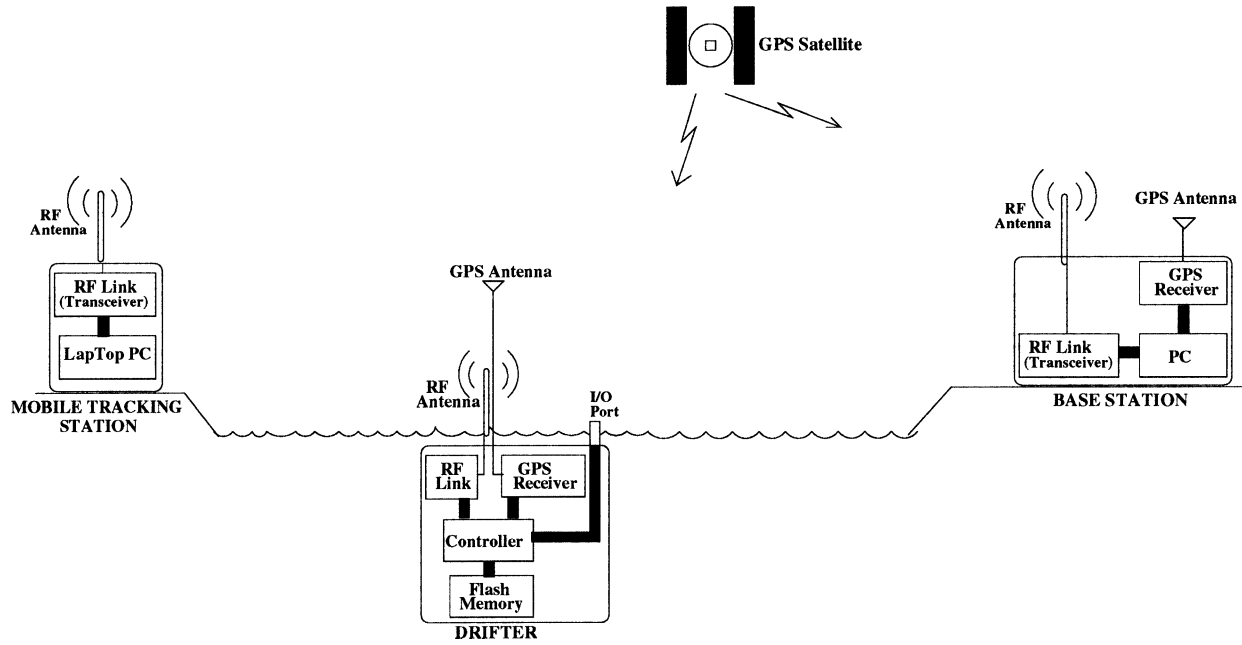 GPS Satellite
RF
Antenna
RF Link
(Transceiver)
LapTop PC
MOBILE TRACKING
STATION
GPS Antenna
RF
Antenna
I/O
Port
RF
Link
GPS
Receiver
Controller
Flash
Memory
DRIFTER
RF
Antenna
GPS Antenna
GPS
Receiver
RF Link
(Transceiver)
PC
BASE STATION